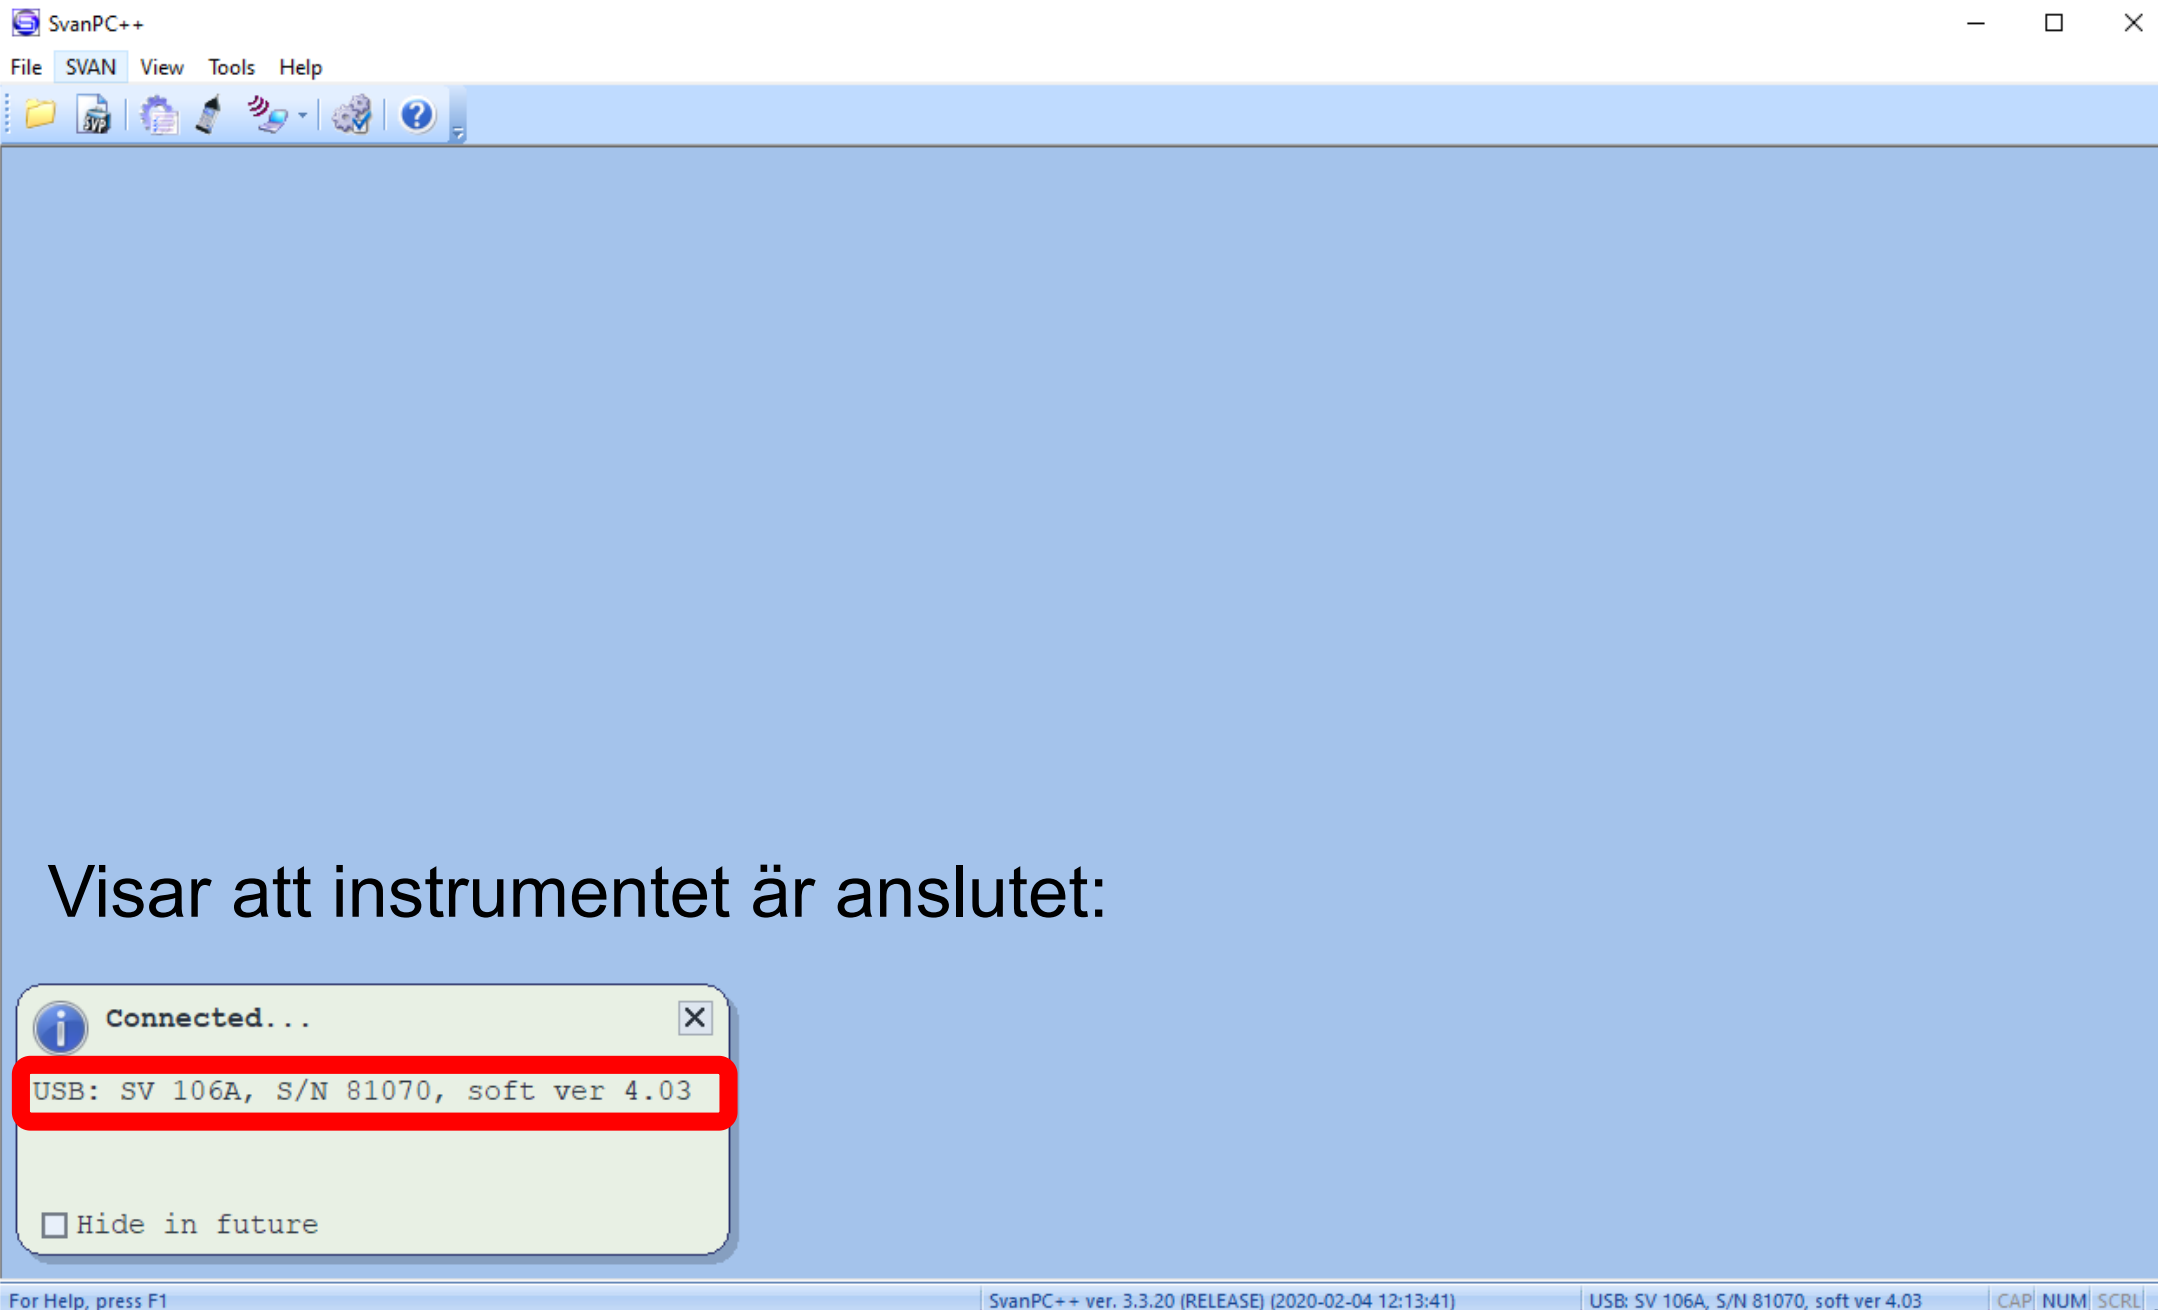 SvanPC++
File SVAN View Tools Help
SVP
Visar att instrumentet är anslutet:
Connected...
USB: SV 106A, S/N 81070, soft ver 4.03
Hide in future
For Help, press F1 SvanPC++ ver. 3.3.20 (RELEASE) (2020-02-04 12:13:41) USB: SV 106A, S/N 81070, soft ver 4.03 CAP NUM SCRL